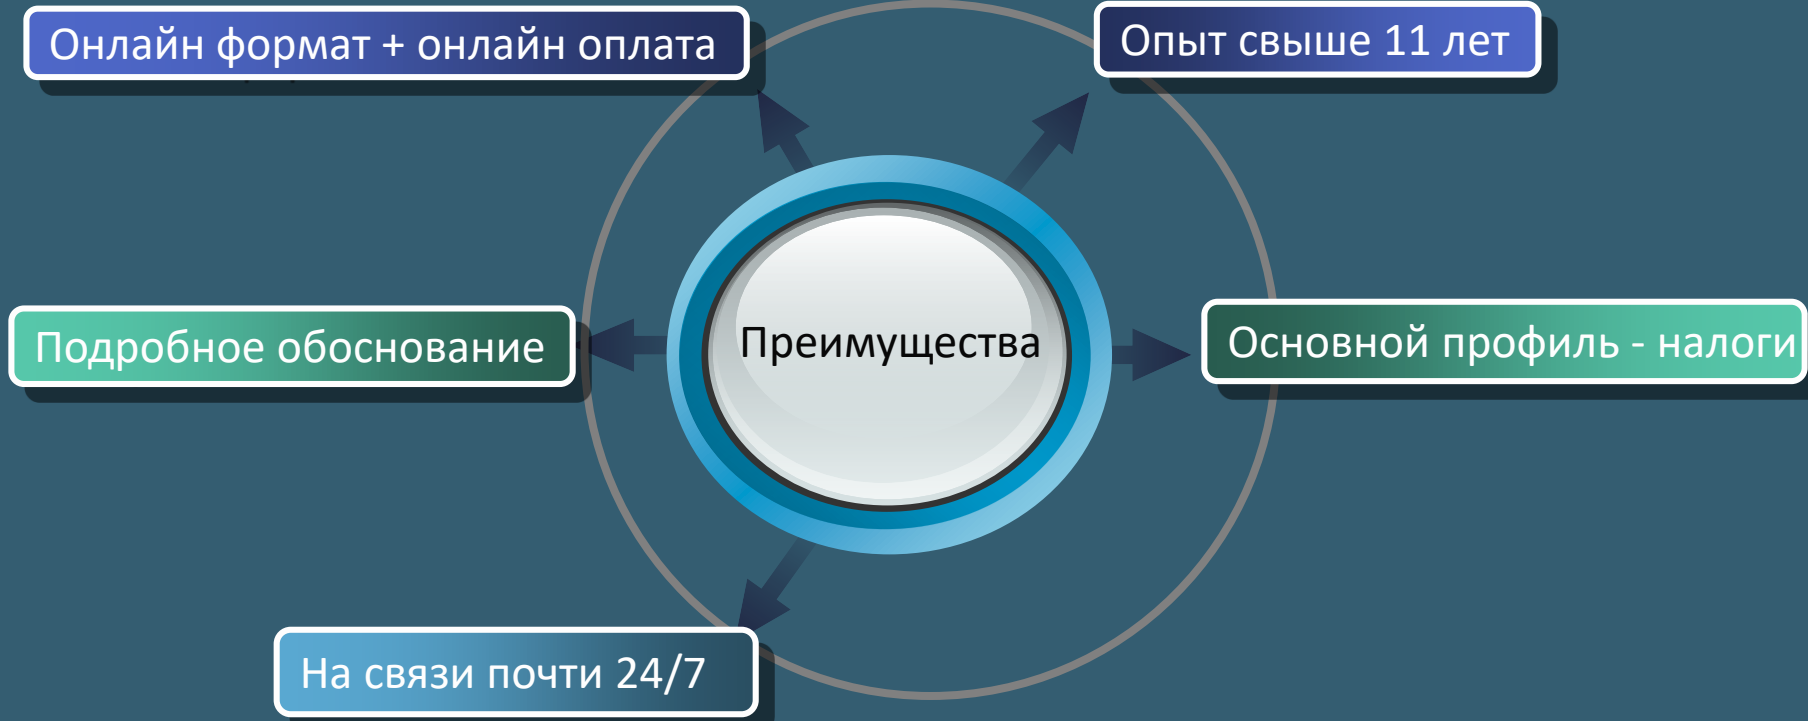 Онлайн формат + онлайн оплата
Опыт свыше 11 лет
Подробное обоснование
Преимущества
Основной профиль - налоги
На связи почти 24/7